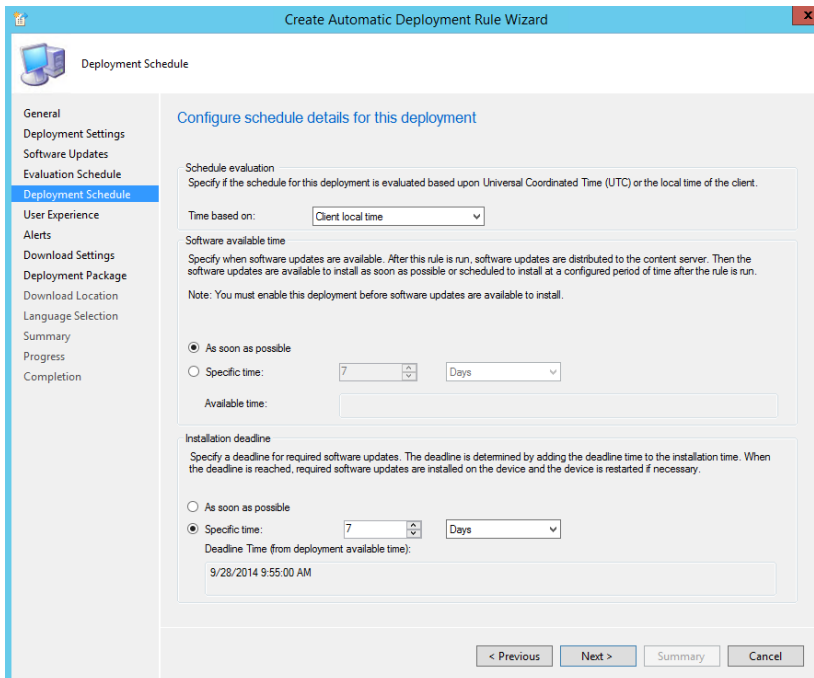 Create Automatic Deployment Rule Wizard
x
Deployment Schedule
General
Deployment Settings
Software Updates
Evaluation Schedule
Deployment Schedule
User Experience
Alerts
Download Settings
Deployment Package
Download Location
Language Selection
Summary
Progress
Completion
Configure schedule details for this deployment
Schedule evaluation
Specify if the schedule for this deployment is evaluated based upon Universal Coordinated Time (UTC) or the local time of the client.
Time based on: Client local time
Software available time
Specify when software updates are available. After this rule is run, software updates are distributed to the content server. Then the
software updates are available to install as soon as possible or scheduled to install at a configured period of time after the rule is run.
Note: You must enable this deployment before software updates are available to install.
As soon as possible
Specific time: 7 Days
Available time:
Installation deadline
Specify a deadline for required software updates. The deadline is determined by adding the deadline time to the installation time. When
the deadline is reached, required software updates are installed on the device and the device is restarted if necessary.
As soon as possible
Specific time: 7 Days
Deadline Time (from deployment available time):
9/28/2014 9:55:00 AM
< Previous Next > Summary Cancel